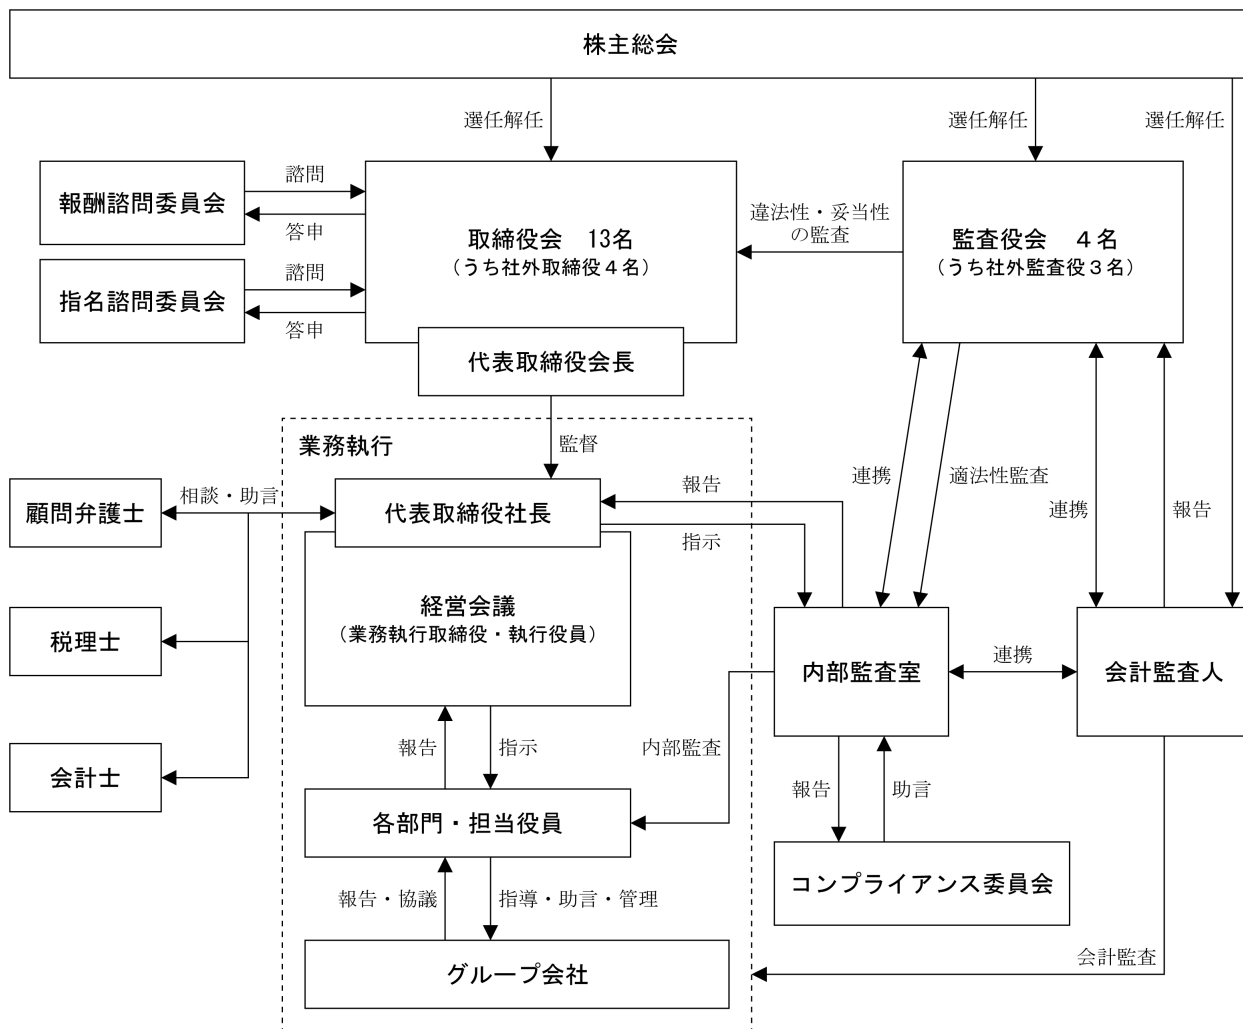 株主総会
選任解任
選任解任
選任解任
報酬諮問委員会
諮問
答申
指名諮問委員会
諮問
答申
取締役会　13名
（うち社外取締役４名）
違法性・妥当性
の監査
監査役会　４名
（うち社外監査役３名）
代表取締役会長
監督
業務執行
顧問弁護士
相談・助言
代表取締役社長
報告
指示
連携
適法性監査
連携
報告
経営会議
（業務執行取締役・執行役員）
税理士
内部監査室
連携
会計監査人
会計士
報告
指示
内部監査
報告
助言
各部門・担当役員
コンプライアンス委員会
報告・協議
指導・助言・管理
グループ会社
会計監査